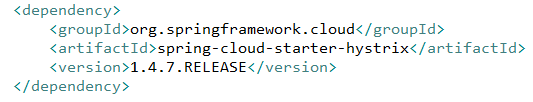 <dependency>
    <groupId>org.springframework.cloud</groupId>
    <artifactId>spring-cloud-starter-hystrix</artifactId>
    <version>1.4.7.RELEASE</version>
</dependency>